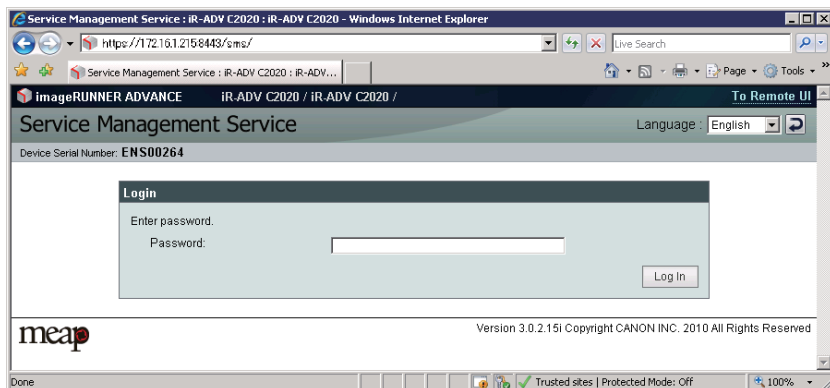 Service Management Service : iR-ADV C2020 : iR-ADV C2020 - Windows Internet Explorer
https://172.16.1.215:8443/sms/
Live Search
Service Management Service : iR-ADV C2020 : iR-ADV...
Page
Tools
imageRUNNER ADVANCE iR-ADV C2020 / iR-ADV C2020 /
To Remote UI
Service Management Service
Language : English
Device Serial Number: ENS00264
Login
Enter password.
Password:
Log In
meap
Version 3.0.2.15i Copyright CANON INC. 2010 All Rights Reserved
Done
Trusted sites | Protected Mode: Off
100%